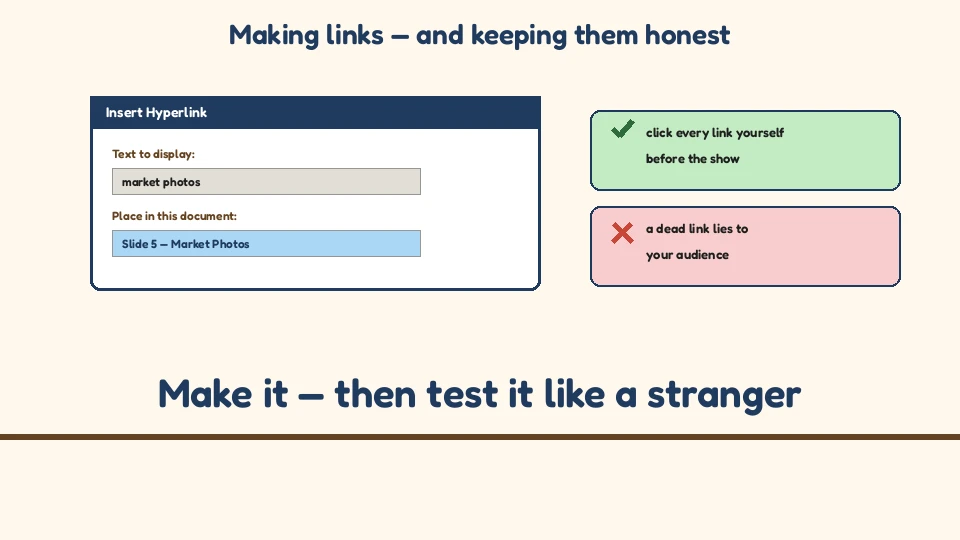 Making links — and keeping them honest
Insert Hyperlink
Text to display:
market photos
Place in this document:
Slide 5 — Market Photos
click every link yourself
before the show
a dead link lies to
your audience
Make it — then test it like a stranger